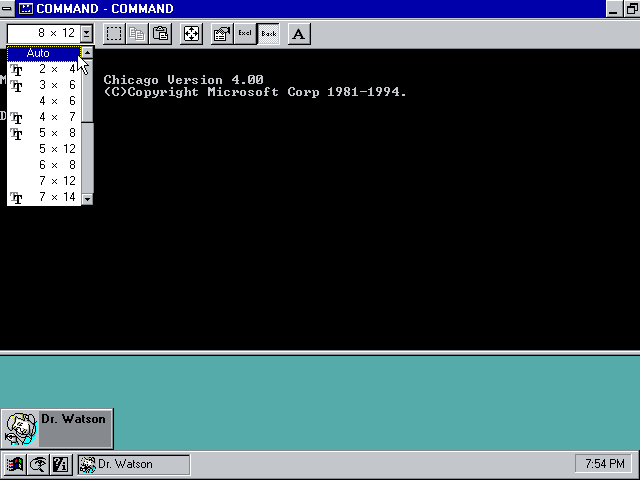 COMMAND - COMMAND
8 × 12
Excl
Back
A
Auto
2 × 4
3 × 6
4 × 6
4 × 7
5 × 8
5 × 12
6 × 8
7 × 12
7 × 14
M
Chicago Version 4.00
(C)Copyright Microsoft Corp 1981-1994.
D
Dr. Watson
Dr. Watson
7:54 PM